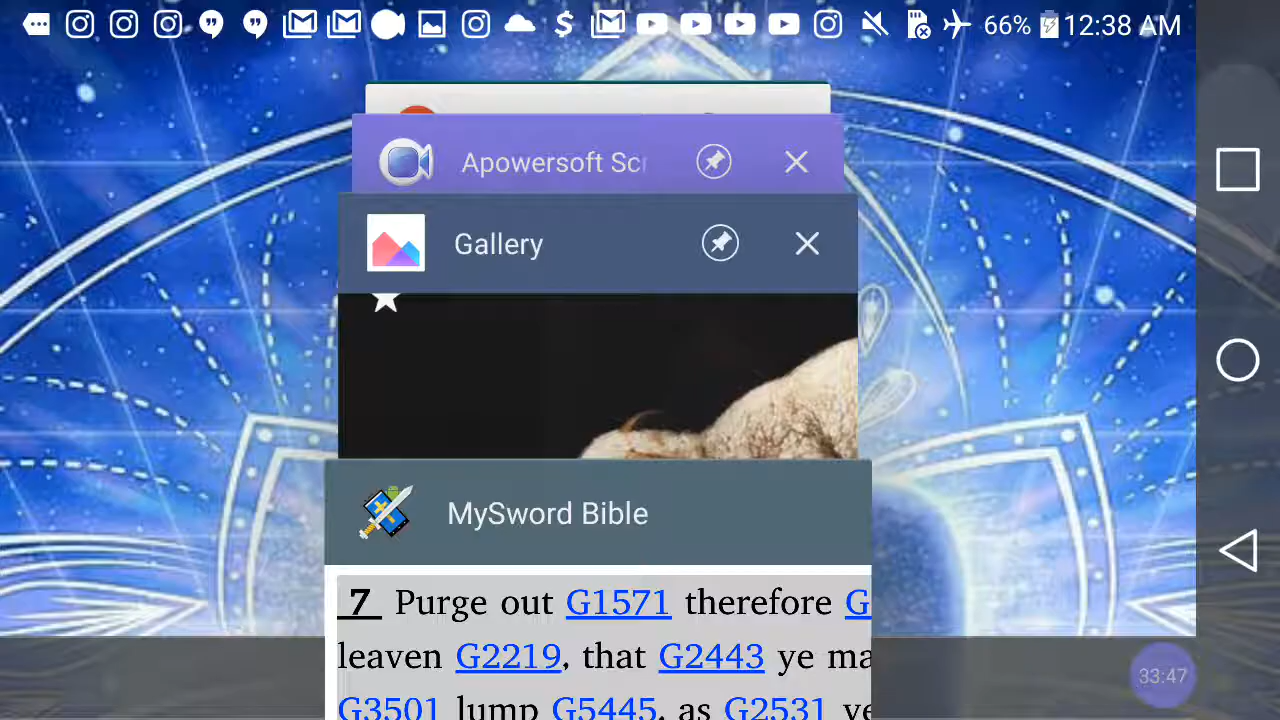 66% 12:38 AM
Apowersoft Scr
Gallery
MySword Bible
7 Purge out G1571 therefore G
leaven G2219, that G2443 ye ma
G3501 lump G5445, as G2531 ye
33:47